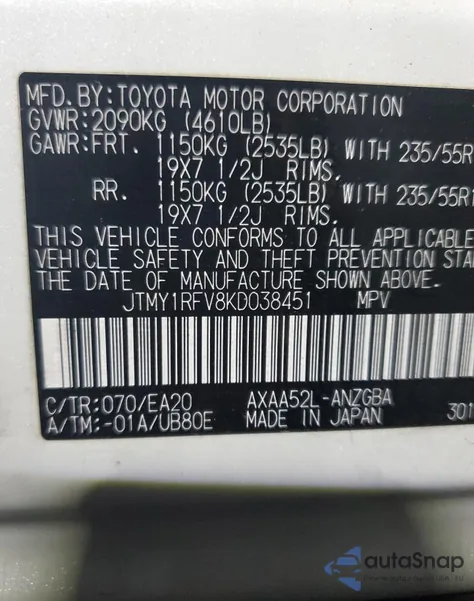 MFD.BY:TOYOTA MOTOR CORPORATION
GVWR:2090KG (4610LB)
GAWR:FRT. 1150KG (2535LB) WITH 235/55R
19X7 1/2J RIMS.
RR. 1150KG (2535LB) WITH 235/55R1
19X7 1/2J RIMS.
THIS VEHICLE CONFORMS TO ALL APPLICABLE
VEHICLE SAFETY AND THEFT PREVENTION STA
THE DATE OF MANUFACTURE SHOWN ABOVE.
JTMY1RFV8KD038451 MPV
C/TR:070/EA20 AXAA52L-ANZGBA
A/TM:-01A/UB80E MADE IN JAPAN 301
autoSnap